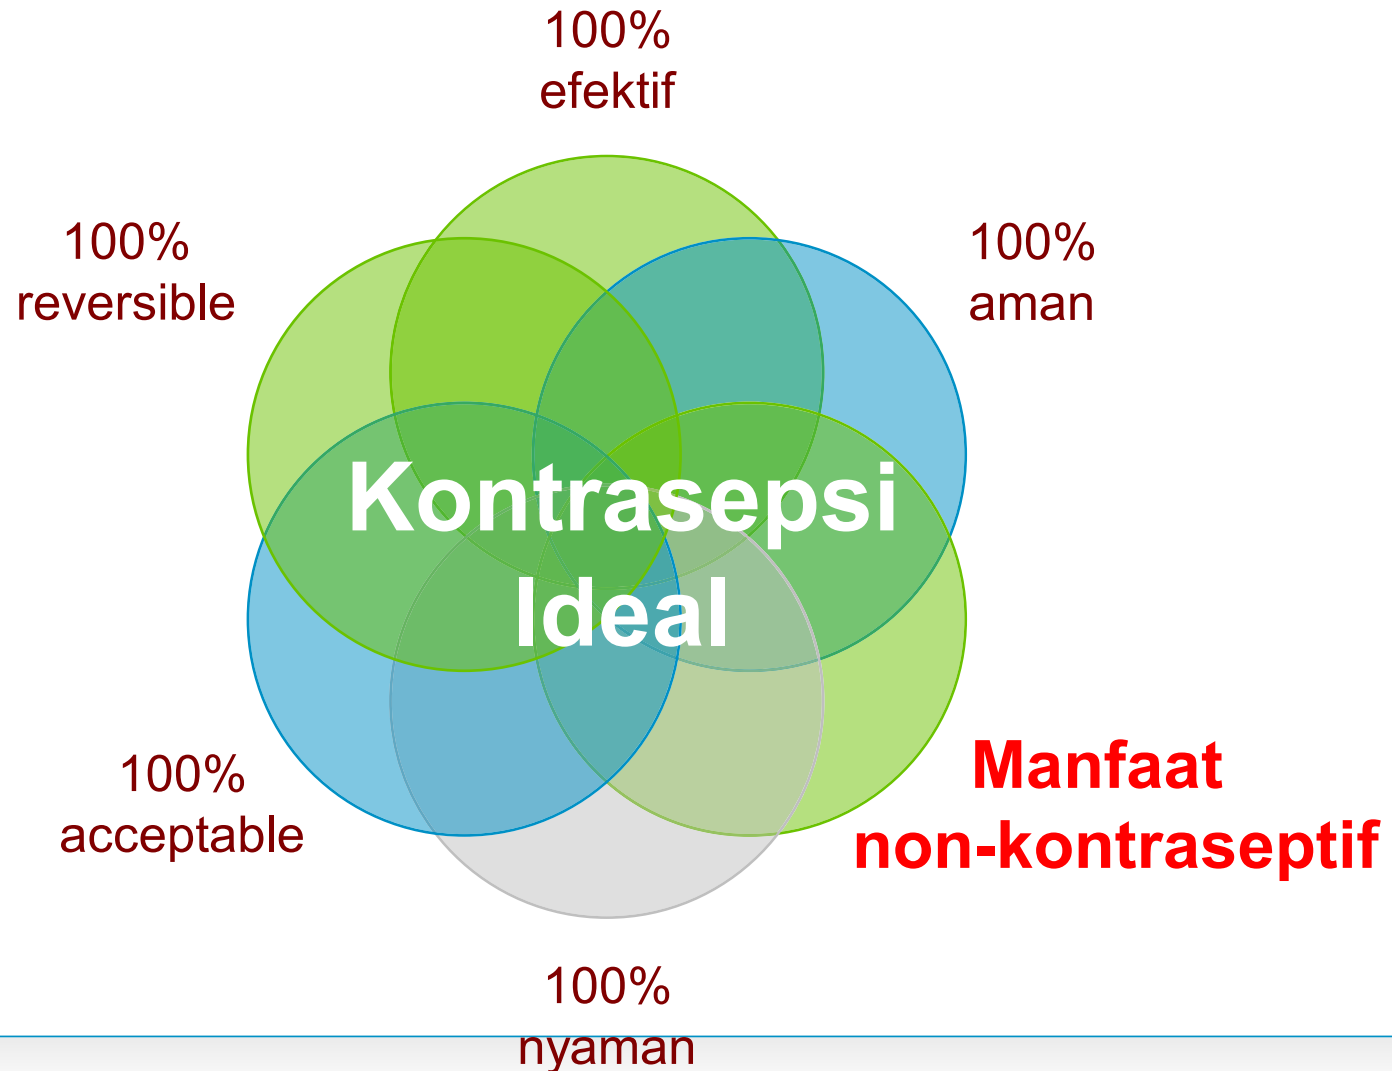 100%
efektif
100%
reversible
100%
aman
Kontrasepsi
Ideal
100%
acceptable
Manfaat
non-kontraseptif
100%
nyaman